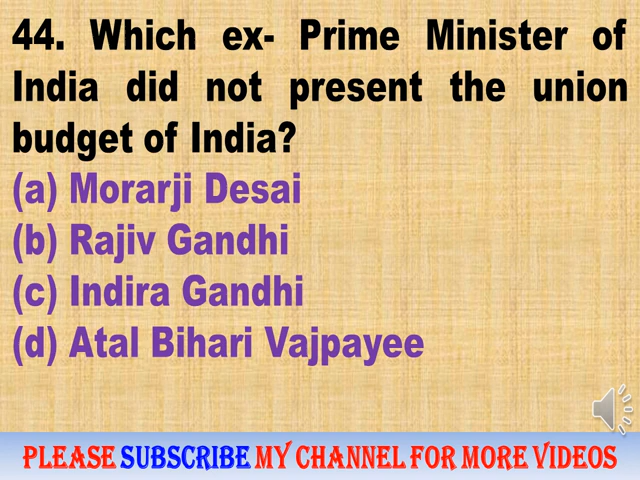 44. Which ex- Prime Minister of
India did not present the union
budget of India?
(a) Morarji Desai
(b) Rajiv Gandhi
(c) Indira Gandhi
(d) Atal Bihari Vajpayee
PLEASE SUBSCRIBE MY CHANNEL FOR MORE VIDEOS